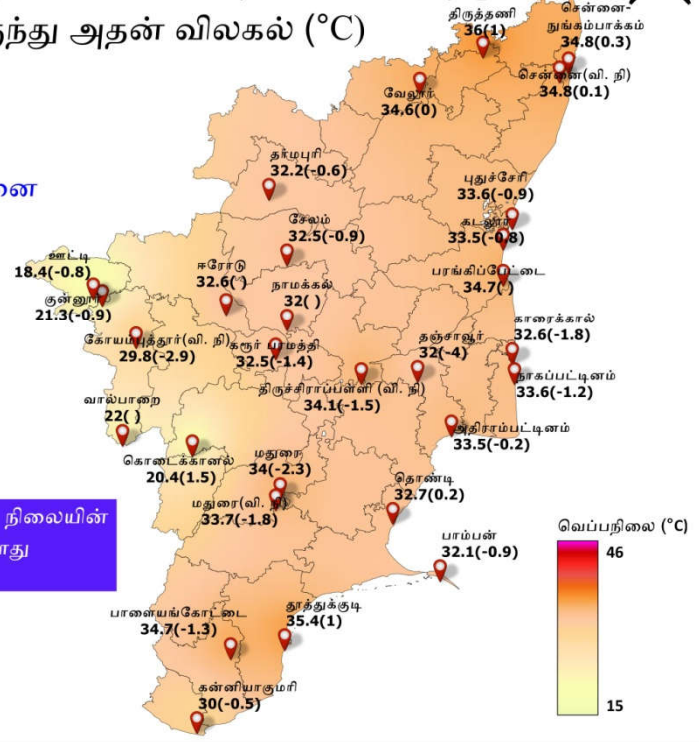 அதன் விலகல் (°C)
சென்னை-
நுங்கம்பாக்கம்
34.8(0.3)
திருத்தணி
36(1)
சென்னை(வி. நி)
34.8(0.1)
வேலூர்
34.6(0)
தர்மபுரி
32.2(-0.6)
புதுச்சேரி
33.6(-0.9)
சேலம்
32.5(-0.9)
கடலூர்
33.5(-0.8)
ஊட்டி
18.4(-0.8)
ஈரோடு
32.6( )
பரங்கிப்பேட்டை
34.7( )
நாமக்கல்
32( )
குன்னூர்
21.3(-0.9)
காரைக்கால்
32.6(-1.8)
கோயம்புத்தூர்(வி. நி)
29.8(-2.9)
கரூர் பரமத்தி
32.5(-1.4)
தஞ்சாவூர்
32(-4)
திருச்சிராப்பள்ளி (வி. நி)
34.1(-1.5)
நாகப்பட்டினம்
33.6(-1.2)
வால்பாறை
22( )
அதிராம்பட்டினம்
33.5(-0.2)
கொடைக்கானல்
20.4(1.5)
மதுரை
34(-2.3)
மதுரை(வி. நி)
33.7(-1.8)
தொண்டி
32.7(0.2)
நிலையின்
பாம்பன்
32.1(-0.9)
வெப்பநிலை (°C)
46
15
பாளையங்கோட்டை
34.7(-1.3)
தூத்துக்குடி
35.4(1)
கன்னியாகுமரி
30(-0.5)